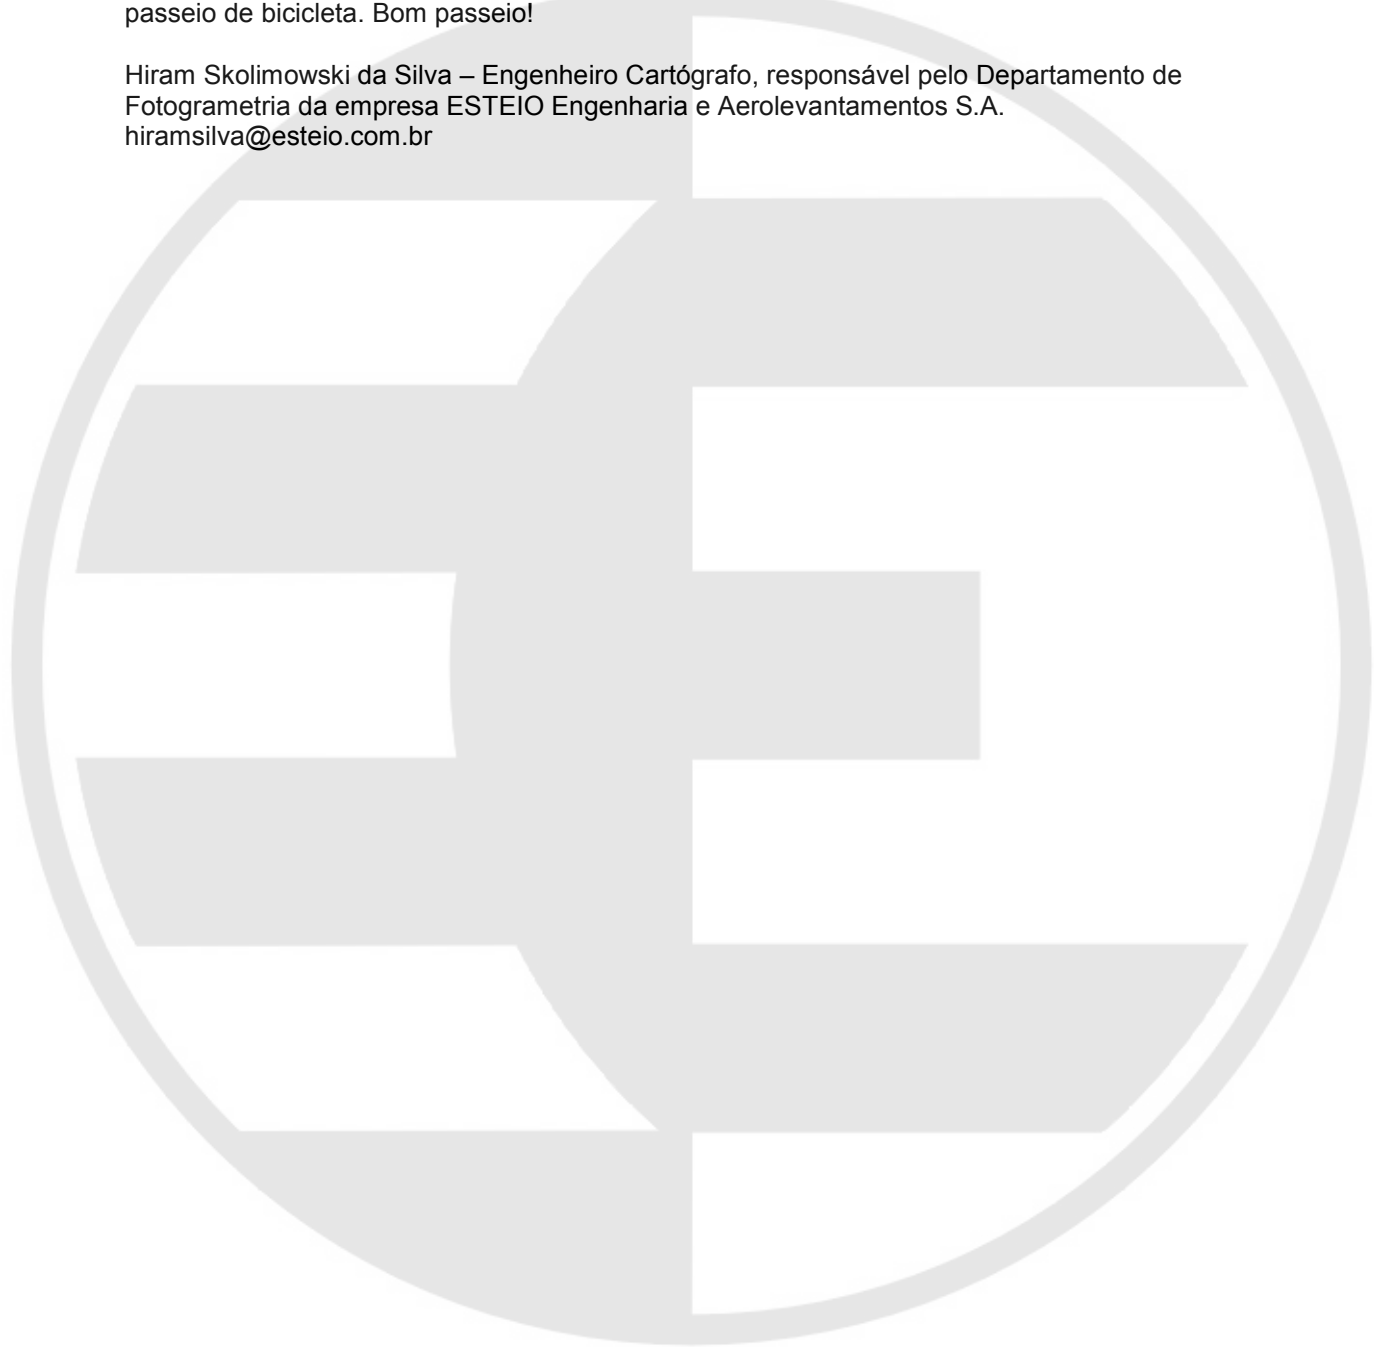 passeio de bicicleta. Bom passeio!
Hiram Skolimowski da Silva – Engenheiro Cartógrafo, responsável pelo Departamento de
Fotogrametria da empresa ESTEIO Engenharia e Aerolevantamentos S.A.
hiramsilva@esteio.com.br